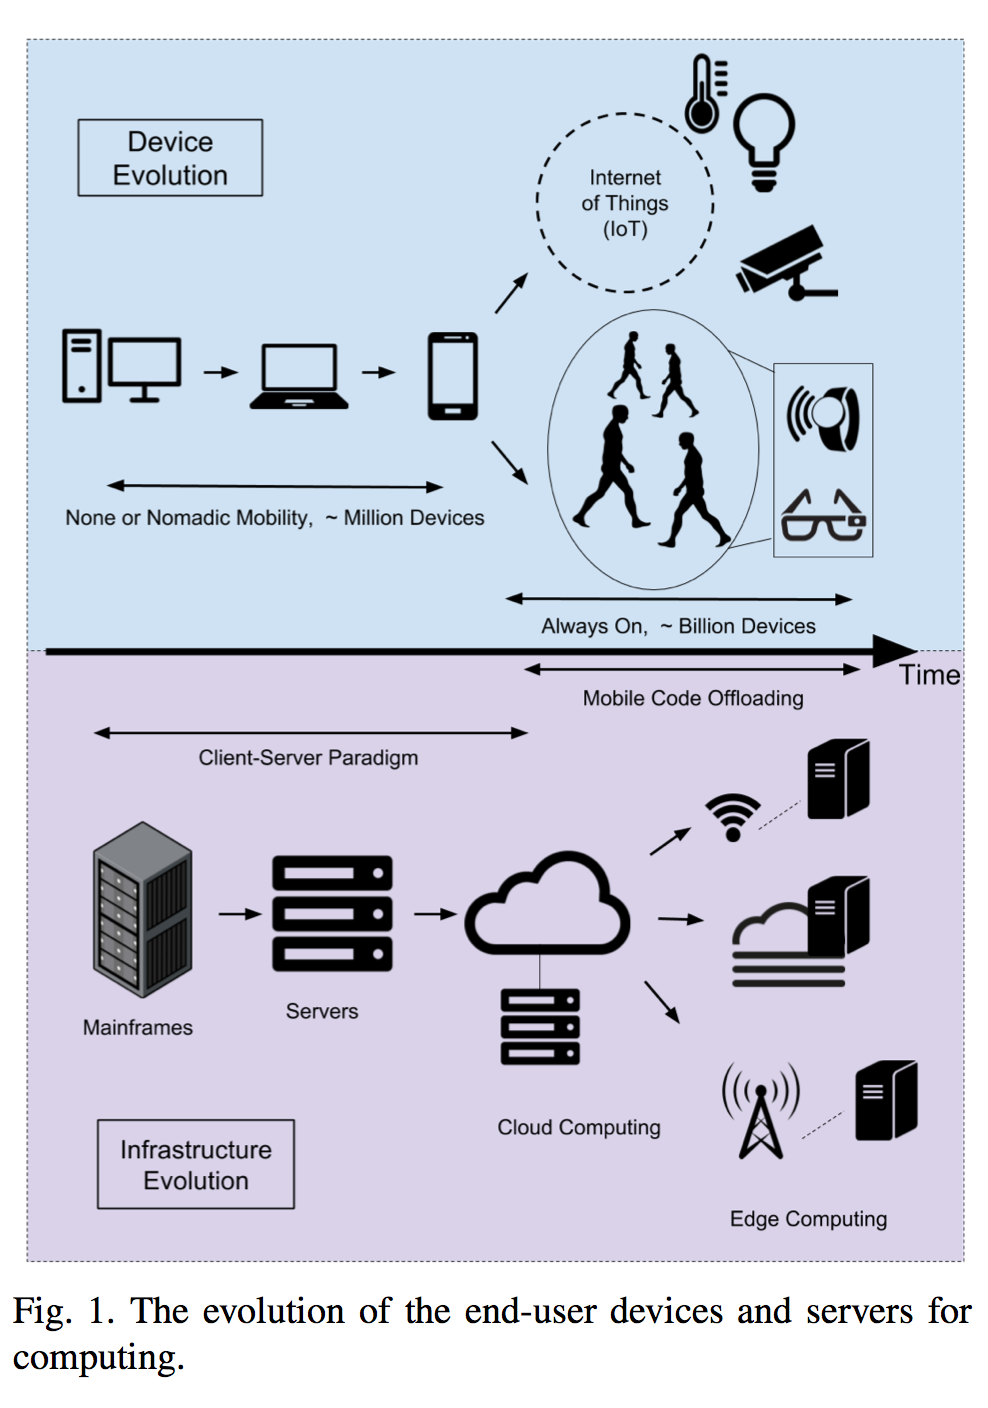 Device
Evolution
Internet
of Things
(IoT)
None or Nomadic Mobility, ~ Million Devices
Always On, ~ Billion Devices
Time
Mobile Code Offloading
Client-Server Paradigm
Mainframes
Servers
Cloud Computing
Infrastructure
Evolution
Edge Computing
Fig. 1. The evolution of the end-user devices and servers for
computing.